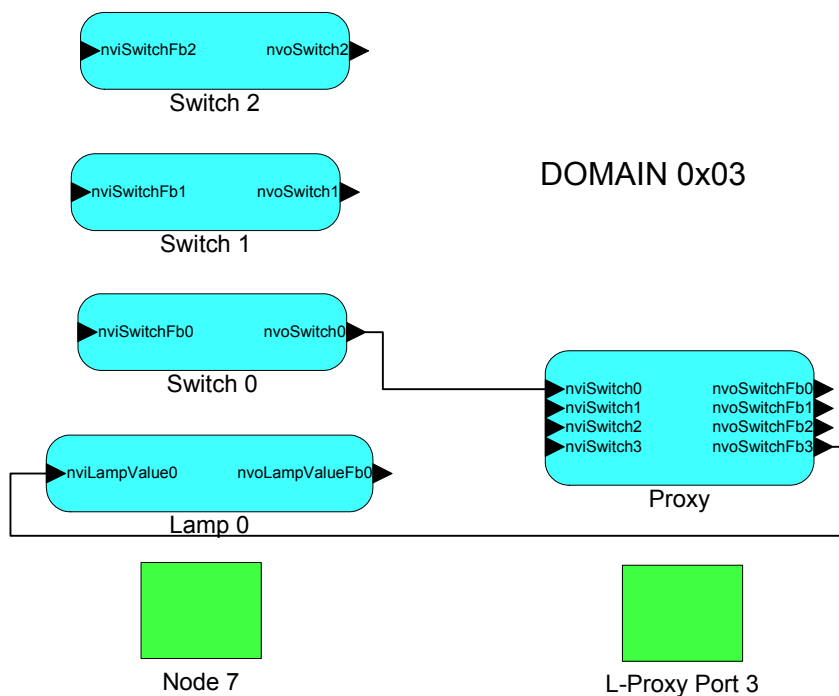 nviSwitchFb2 nvoSwitch2
Switch 2
DOMAIN 0x03
nviSwitchFb1 nvoSwitch1
Switch 1
nviSwitchFb0 nvoSwitch0
Switch 0
nviSwitch0 nvoSwitchFb0
nviSwitch1 nvoSwitchFb1
nviSwitch2 nvoSwitchFb2
nviSwitch3 nvoSwitchFb3
Proxy
nviLampValue0 nvoLampValueFb0
Lamp 0
Node 7
L-Proxy Port 3